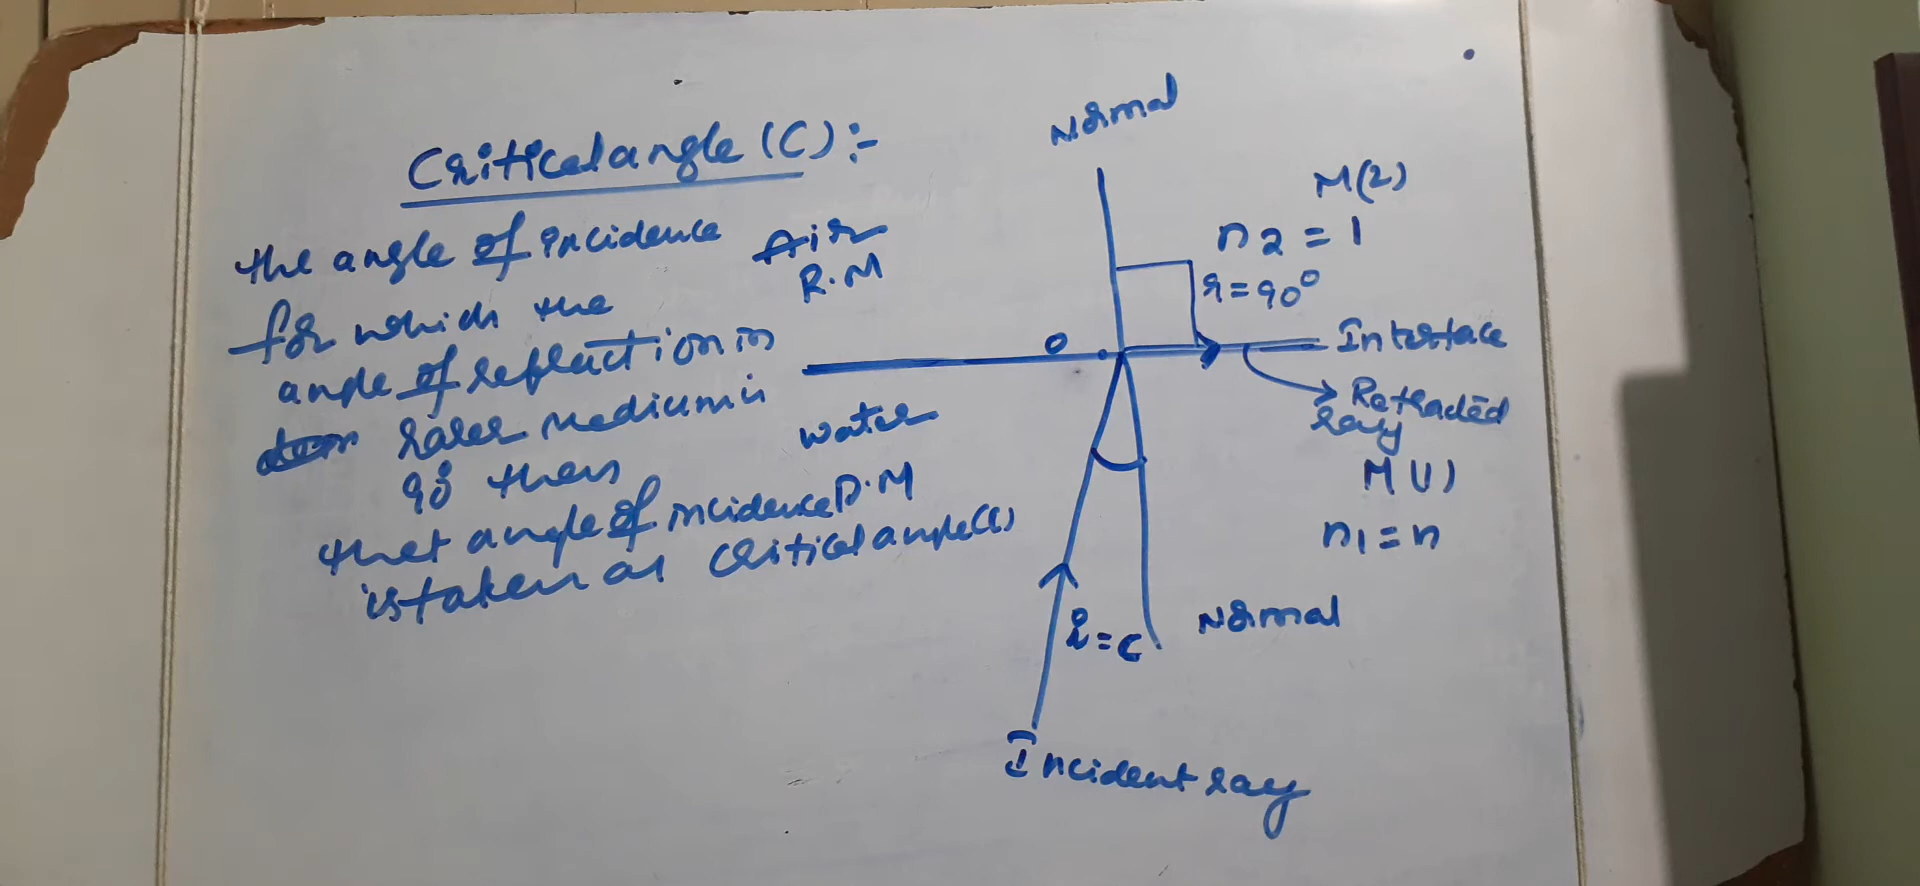 Critical angle (C):-
the angle of incidence
for which the
angle of reflection in
rarer medium is
90° then
that angle of incidence
is taken as critical angle (C)
Air
R.M
water
D.M
Normal
M(2)
n2 = 1
r = 90°
O
Interface
Refracted
ray
M(1)
n1 = n
i = c
Normal
Incident ray